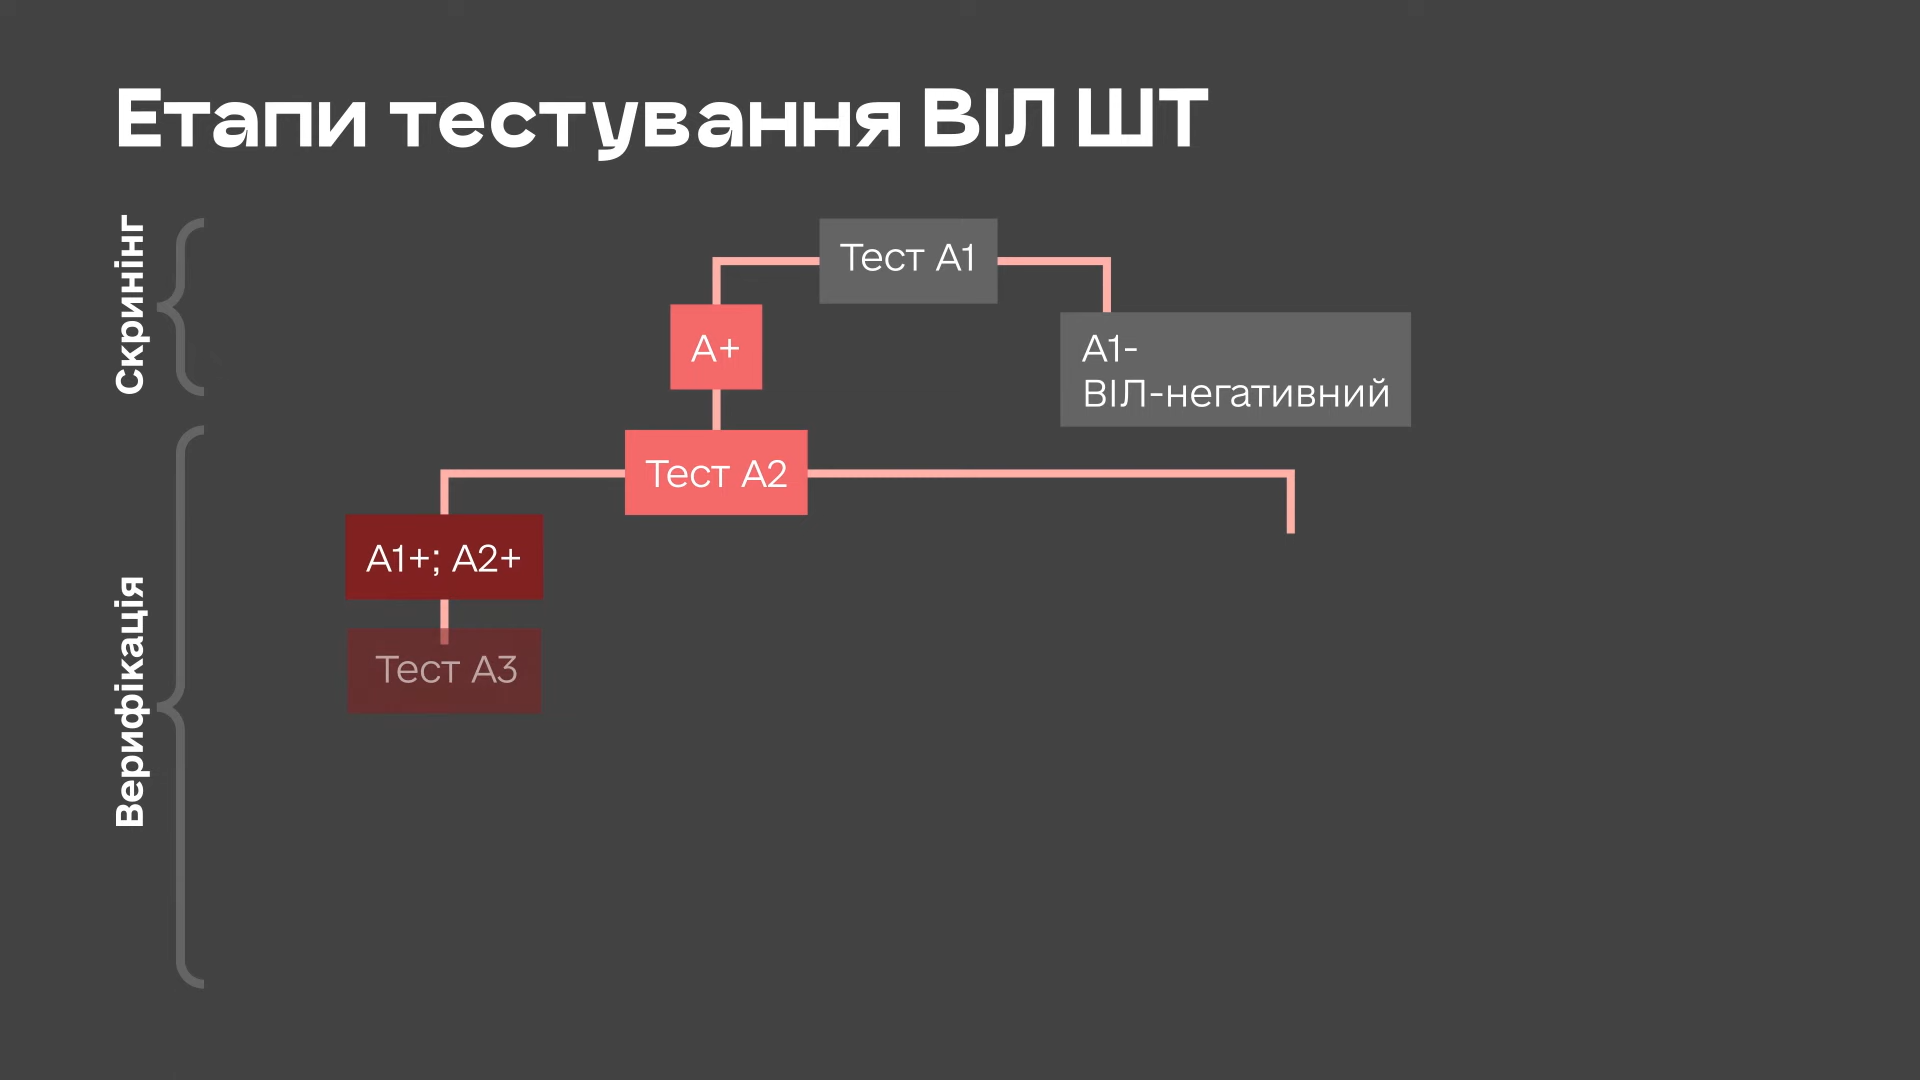 Етапи тестування ВІЛ ШТ
Скринінг
Тест А1
А+
А1-
ВІЛ-негативний
Верифікація
Тест А2
А1+; А2+
Тест А3